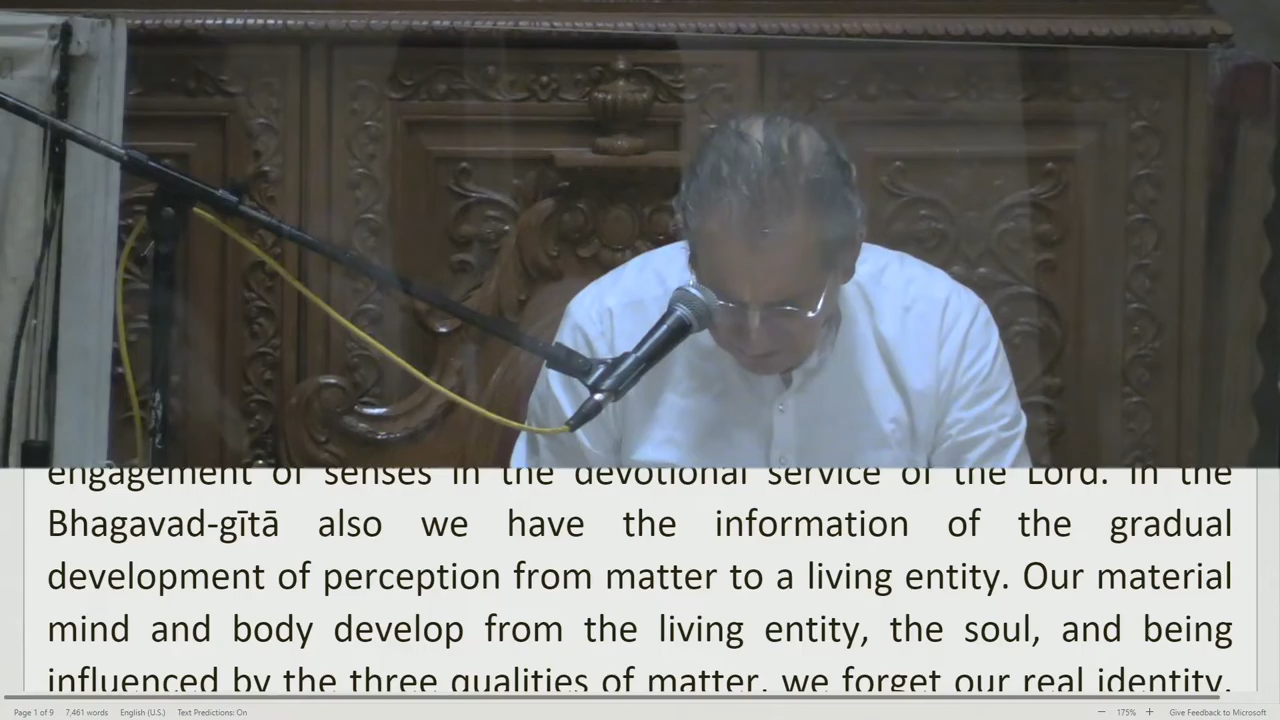 engagement of senses in the devotional service of the Lord. In the
Bhagavad-gītā also we have the information of the gradual
development of perception from matter to a living entity. Our material
mind and body develop from the living entity, the soul, and being
influenced by the three qualities of matter, we forget our real identity.
Page 1 of 9 7,461 words English (U.S.) Text Predictions: On 175% Give Feedback to Microsoft